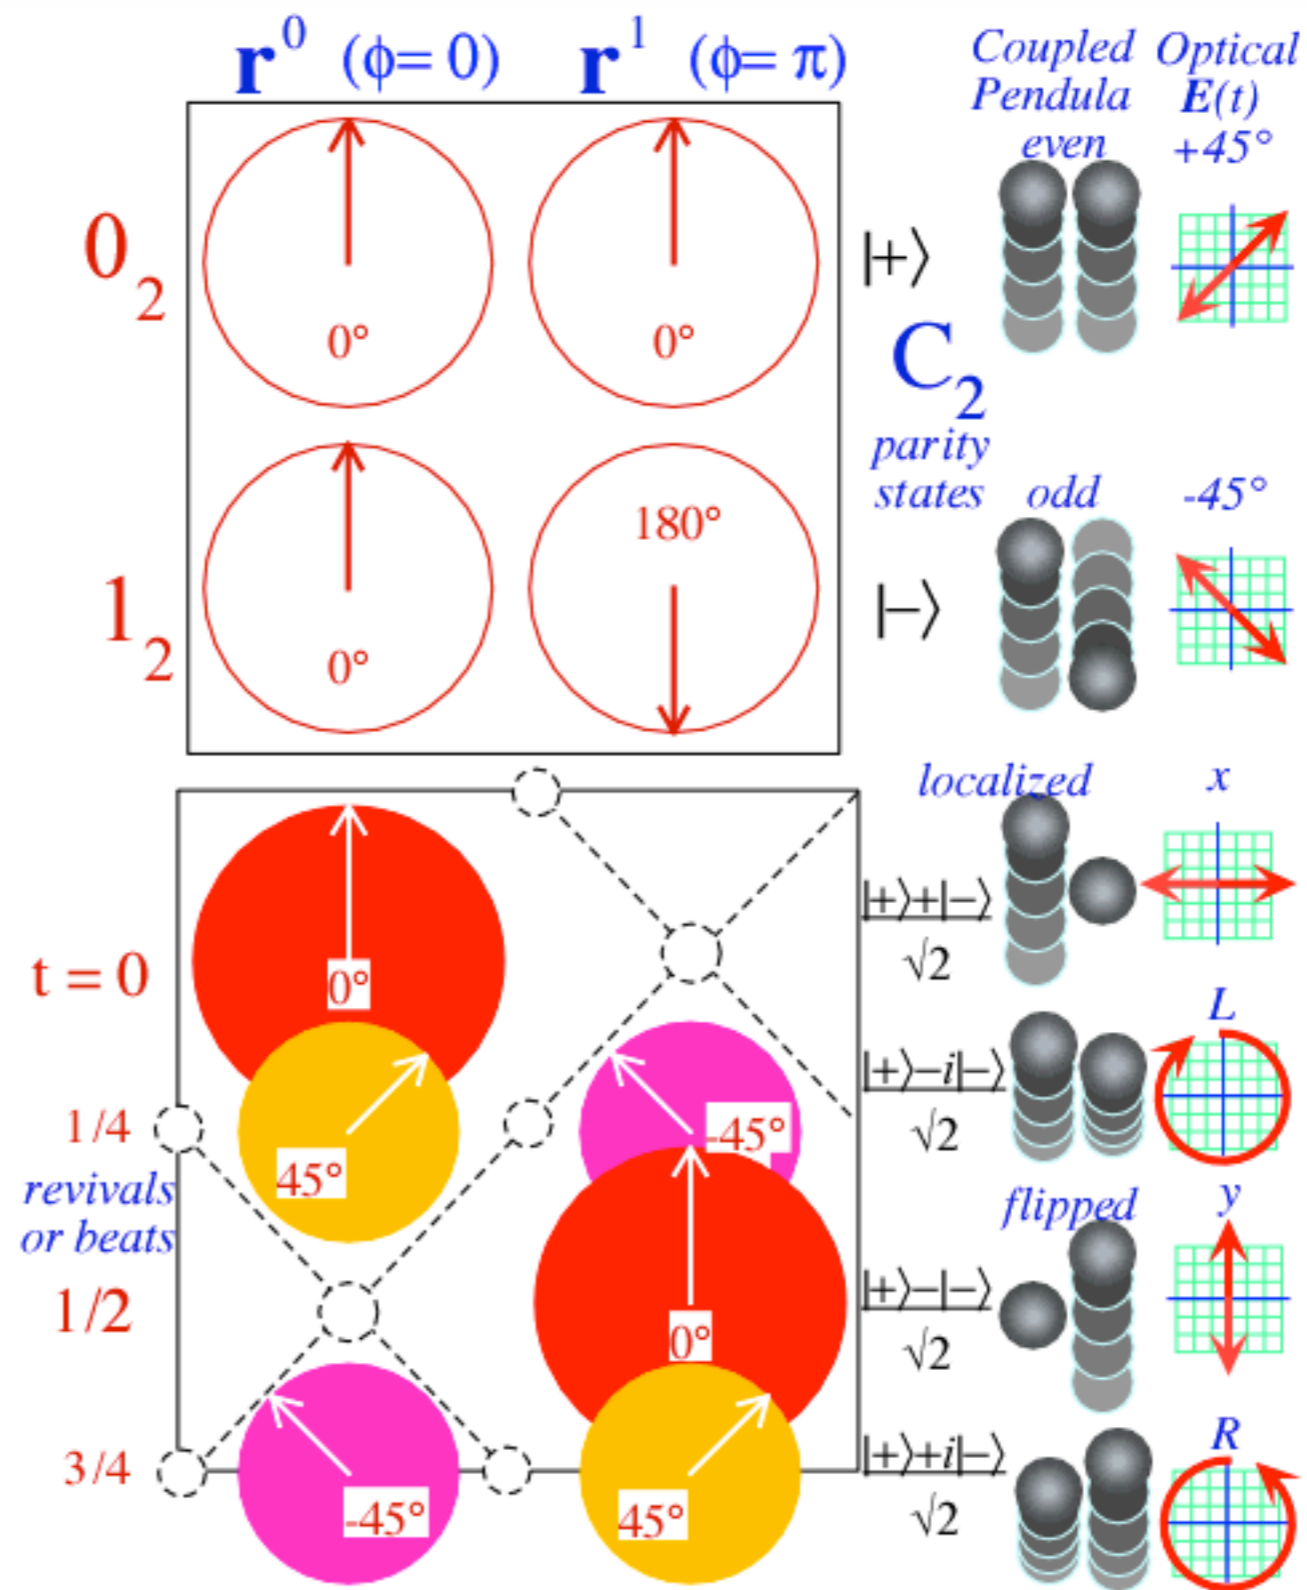 r⁰ (ϕ= 0) r¹ (ϕ= π)
Coupled Optical
Pendula E(t)
even +45°
0₂
0° 0°
|+⟩
C₂
parity
states odd -45°
180°
1₂
0°
|−⟩
localized x
|+⟩+|−⟩
√2
t = 0
0°
L
|+⟩−i|−⟩
√2
1/4
45° -45°
revivals
or beats
flipped y
|+⟩−|−⟩
√2
1/2
0°
R
|+⟩+i|−⟩
√2
3/4
-45° 45°